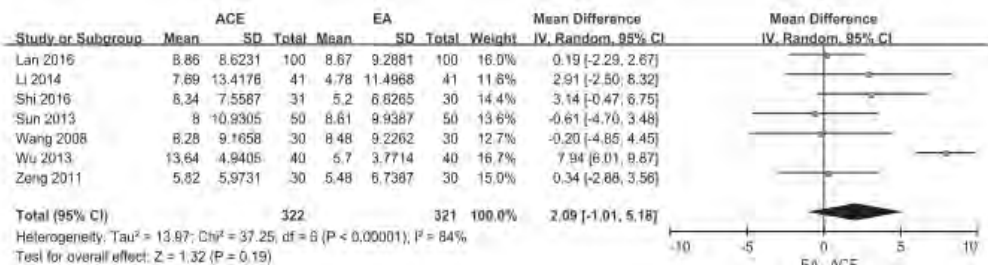 ACE EA Mean Difference Mean Difference
Study or Subgroup Mean SD Total Mean SD Total Weight IV, Random, 95% CI IV, Random, 95% CI
Lan 2016 8.86 8.6231 100 8.67 9.2881 100 16.0% 0.19 [-2.29, 2.67]
Li 2014 7.69 13.4176 41 4.78 11.4968 41 11.6% 2.91 [-2.50, 8.32]
Shi 2016 8.34 7.5587 31 5.2 6.8265 30 14.4% 3.14 [-0.47, 6.75]
Sun 2013 8 10.9305 50 8.61 9.9387 50 13.6% -0.61 [-4.70, 3.48]
Wang 2008 8.28 9.1658 30 8.48 9.2262 30 12.7% -0.20 [-4.85, 4.45]
Wu 2013 13.64 4.9405 40 5.7 3.7714 40 16.7% 7.94 [6.01, 9.87]
Zeng 2011 5.82 5.9731 30 5.48 6.7367 30 15.0% 0.34 [-2.88, 3.56]
Total (95% CI) 322 321 100.0% 2.09 [-1.01, 5.18]
Heterogeneity: Tau² = 13.97; Chi² = 37.25, df = 6 (P < 0.00001); I² = 84%
Test for overall effect: Z = 1.32 (P = 0.19)
-10 -5 0 5 10
EA ACE